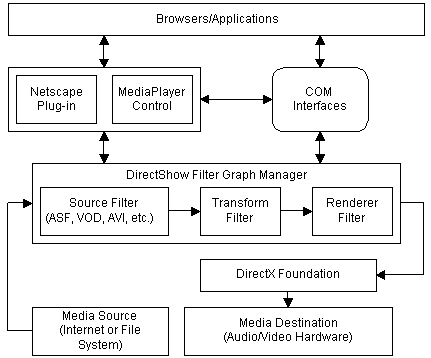 Browsers/Applications
Netscape
Plug-in
MediaPlayer
Control
COM
Interfaces
DirectShow Filter Graph Manager
Source Filter
(ASF, VOD, AVI, etc.)
Transform
Filter
Renderer
Filter
DirectX Foundation
Media Source
(Internet or File
System)
Media Destination
(Audio/Video Hardware)